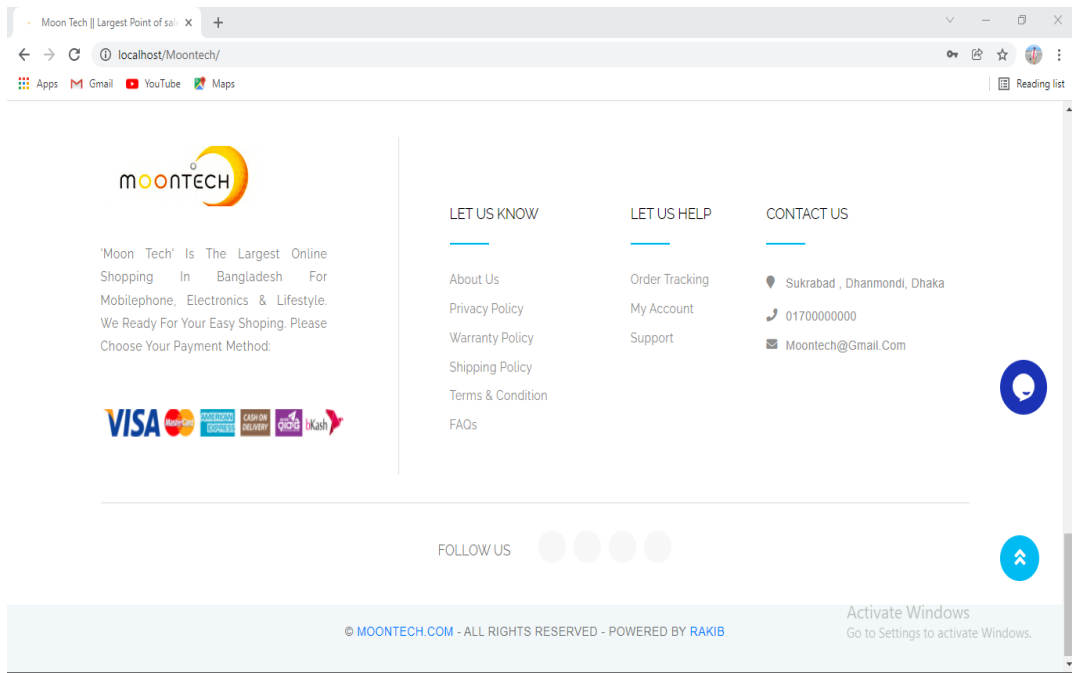 Moon Tech || Largest Point of sal
localhost/Moontech/
Apps Gmail YouTube Maps Reading list
MOONTECH
'Moon Tech' Is The Largest Online
Shopping In Bangladesh For
Mobilephone, Electronics & Lifestyle.
We Ready For Your Easy Shoping. Please
Choose Your Payment Method:
VISA MasterCard AMERICAN EXPRESS CASH ON DELIVERY bKash
LET US KNOW
About Us
Privacy Policy
Warranty Policy
Shipping Policy
Terms & Condition
FAQs
LET US HELP
Order Tracking
My Account
Support
CONTACT US
Sukrabad , Dhanmondi, Dhaka
01700000000
Moontech@Gmail.Com
FOLLOW US
© MOONTECH.COM - ALL RIGHTS RESERVED - POWERED BY RAKIB
Activate Windows
Go to Settings to activate Windows.